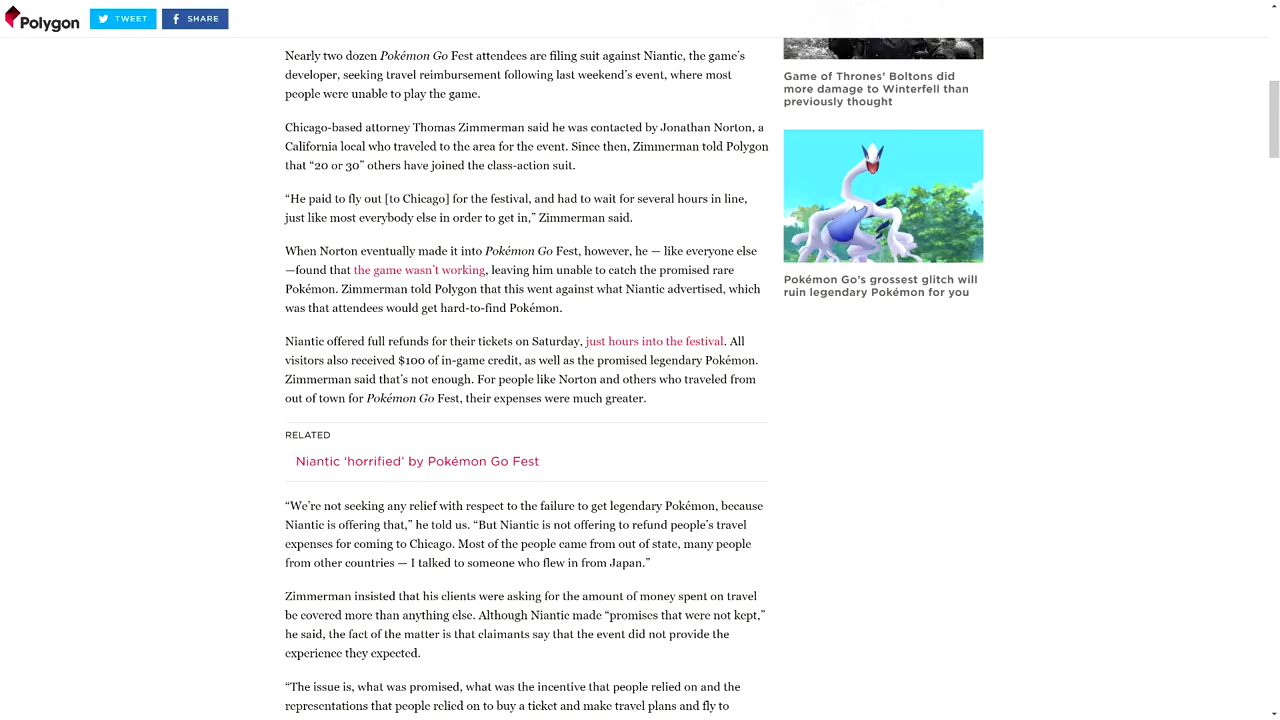 Polygon
TWEET
SHARE
Nearly two dozen Pokémon Go Fest attendees are filing suit against Niantic, the game’s
developer, seeking travel reimbursement following last weekend’s event, where most
people were unable to play the game.
Chicago-based attorney Thomas Zimmerman said he was contacted by Jonathan Norton, a
California local who traveled to the area for the event. Since then, Zimmerman told Polygon
that “20 or 30” others have joined the class-action suit.
“He paid to fly out [to Chicago] for the festival, and had to wait for several hours in line,
just like most everybody else in order to get in,” Zimmerman said.
When Norton eventually made it into Pokémon Go Fest, however, he — like everyone else
—found that the game wasn’t working, leaving him unable to catch the promised rare
Pokémon. Zimmerman told Polygon that this went against what Niantic advertised, which
was that attendees would get hard-to-find Pokémon.
Niantic offered full refunds for their tickets on Saturday, just hours into the festival. All
visitors also received $100 of in-game credit, as well as the promised legendary Pokémon.
Zimmerman said that’s not enough. For people like Norton and others who traveled from
out of town for Pokémon Go Fest, their expenses were much greater.
RELATED
Niantic ‘horrified’ by Pokémon Go Fest
“We’re not seeking any relief with respect to the failure to get legendary Pokémon, because
Niantic is offering that,” he told us. “But Niantic is not offering to refund people’s travel
expenses for coming to Chicago. Most of the people came from out of state, many people
from other countries — I talked to someone who flew in from Japan.”
Zimmerman insisted that his clients were asking for the amount of money spent on travel
be covered more than anything else. Although Niantic made “promises that were not kept,”
he said, the fact of the matter is that claimants say that the event did not provide the
experience they expected.
“The issue is, what was promised, what was the incentive that people relied on and the
representations that people relied on to buy a ticket and make travel plans and fly to
Game of Thrones’ Boltons did
more damage to Winterfell than
previously thought
Pokémon Go’s grossest glitch will
ruin legendary Pokémon for you